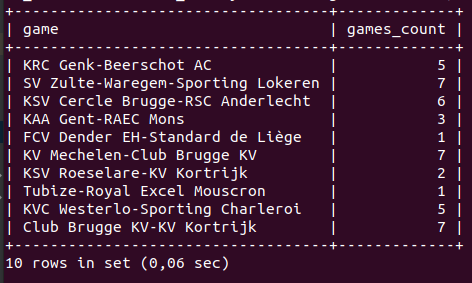 +--------------------------------+-------------+
| game | games_count |
+--------------------------------+-------------+
| KRC Genk-Beerschot AC | 5 |
| SV Zulte-Waregem-Sporting Lokeren | 7 |
| KSV Cercle Brugge-RSC Anderlecht | 6 |
| KAA Gent-RAEC Mons | 3 |
| FCV Dender EH-Standard de Liège | 1 |
| KV Mechelen-Club Brugge KV | 7 |
| KSV Roeselare-KV Kortrijk | 2 |
| Tubize-Royal Excel Mouscron | 1 |
| KVC Westerlo-Sporting Charleroi | 5 |
| Club Brugge KV-KV Kortrijk | 7 |
+--------------------------------+-------------+
10 rows in set (0,06 sec)